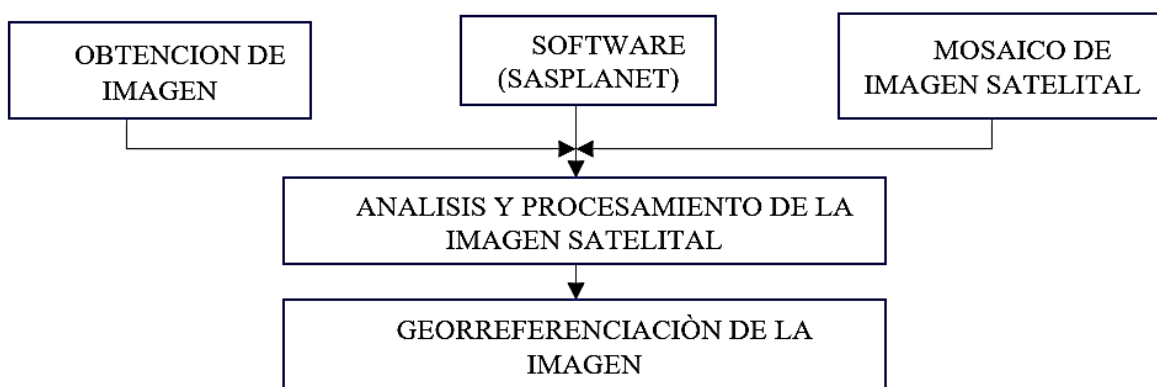 OBTENCION DE
IMAGEN
SOFTWARE
(SASPLANET)
MOSAICO DE
IMAGEN SATELITAL
ANALISIS Y PROCESAMIENTO DE LA
IMAGEN SATELITAL
GEORREFERENCIACIÒN DE LA
IMAGEN